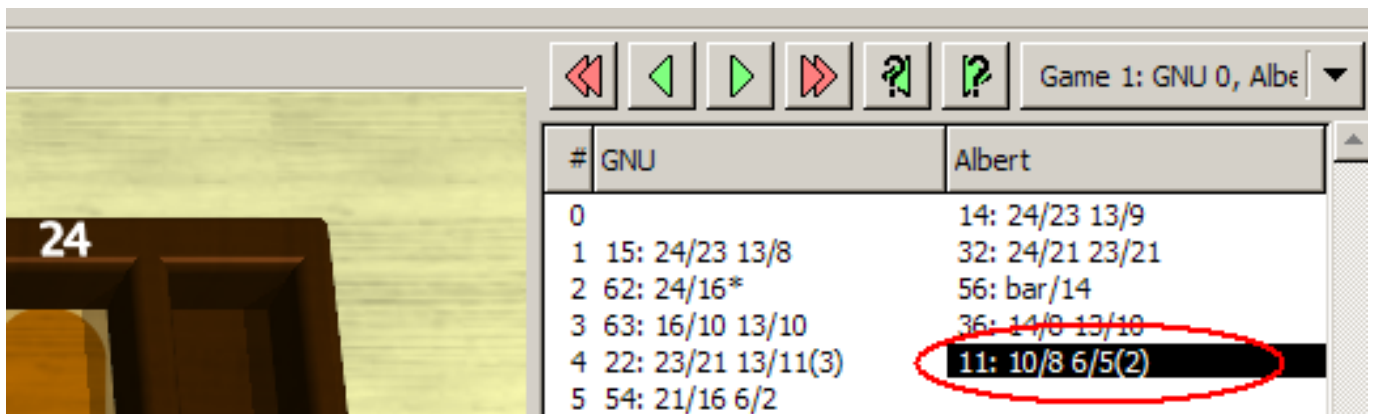 Game 1: GNU 0, Albe
# GNU Albert
0 14: 24/23 13/9
1 15: 24/23 13/8 32: 24/21 23/21
2 62: 24/16* 56: bar/14
3 63: 16/10 13/10 36: 14/8 13/10
4 22: 23/21 13/11(3) 11: 10/8 6/5(2)
5 54: 21/16 6/2
24